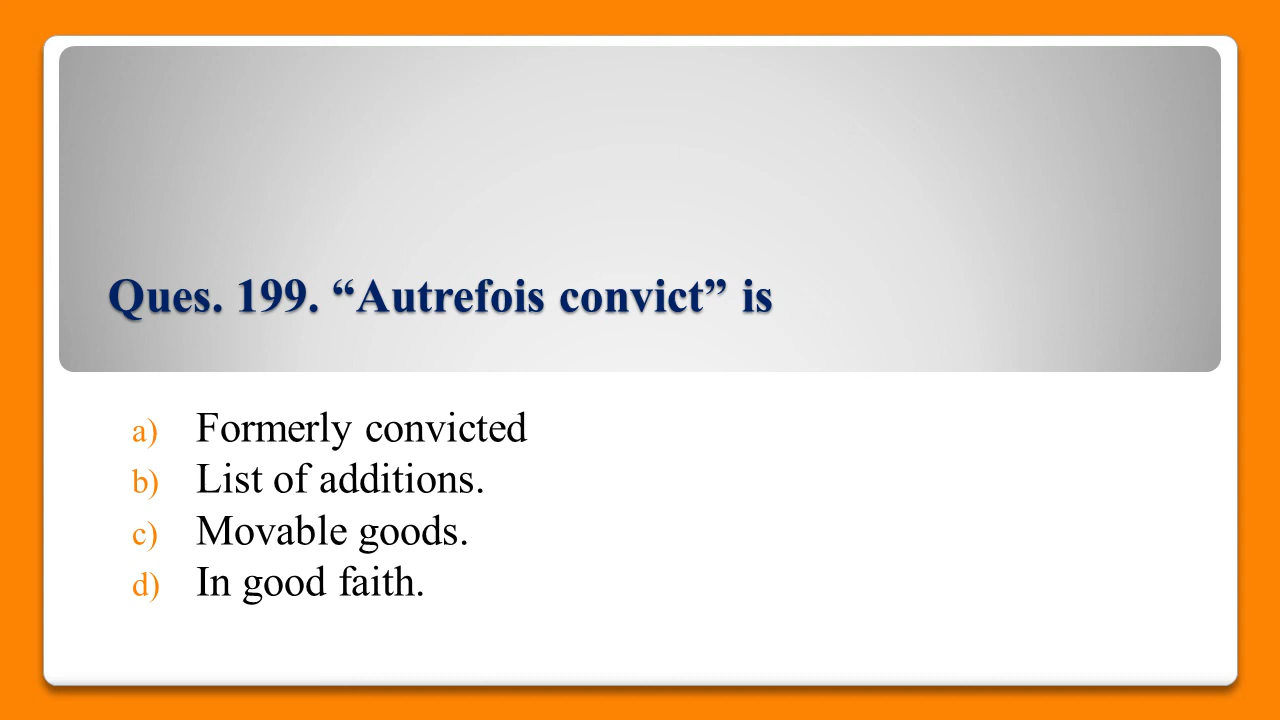 Ques. 199. “Autrefois convict” is
a) Formerly convicted
b) List of additions.
c) Movable goods.
d) In good faith.